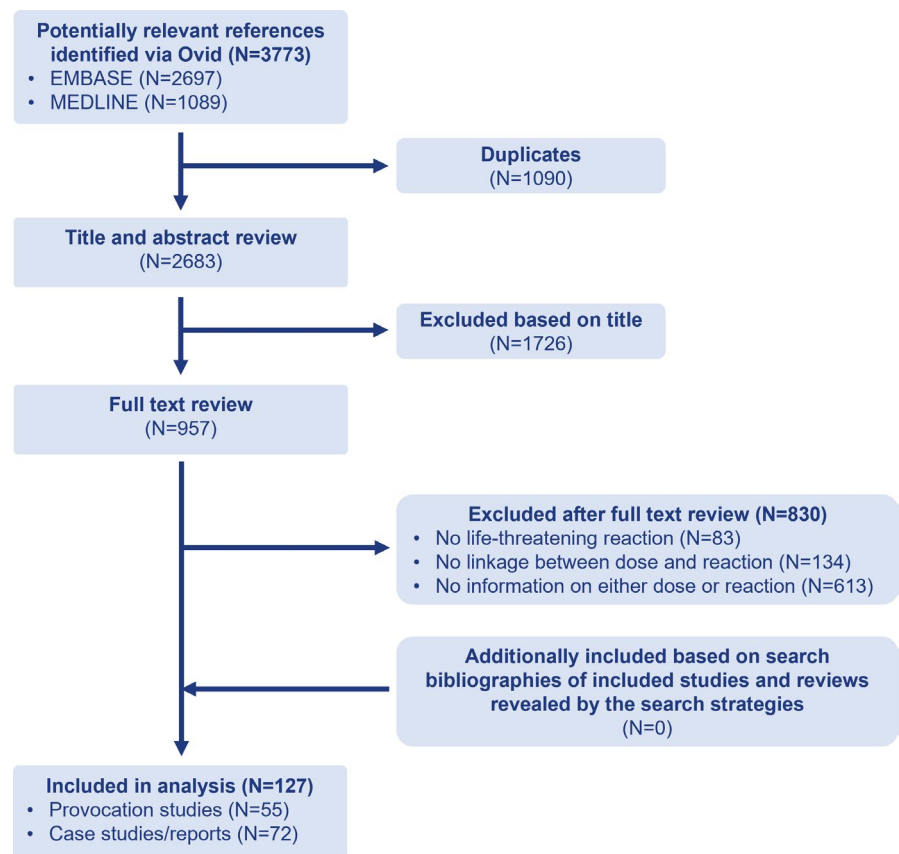 Potentially relevant references
identified via Ovid (N=3773)
• EMBASE (N=2697)
• MEDLINE (N=1089)
Duplicates
(N=1090)
Title and abstract review
(N=2683)
Excluded based on title
(N=1726)
Full text review
(N=957)
Excluded after full text review (N=830)
• No life-threatening reaction (N=83)
• No linkage between dose and reaction (N=134)
• No information on either dose or reaction (N=613)
Additionally included based on search
bibliographies of included studies and reviews
revealed by the search strategies
(N=0)
Included in analysis (N=127)
• Provocation studies (N=55)
• Case studies/reports (N=72)